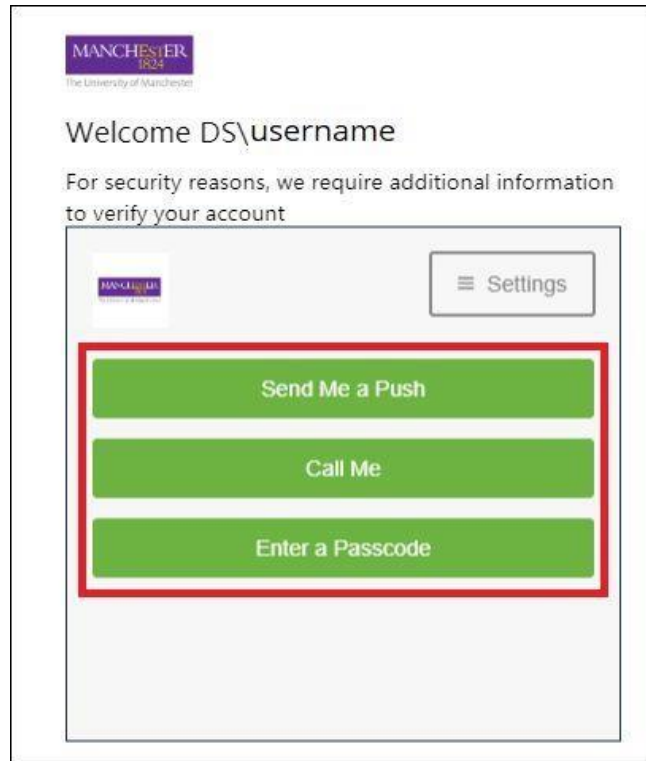 MANCHESTER
1824
The University of Manchester
Welcome DS\username
For security reasons, we require additional information
to verify your account
MANCHESTER
≡ Settings
Send Me a Push
Call Me
Enter a Passcode